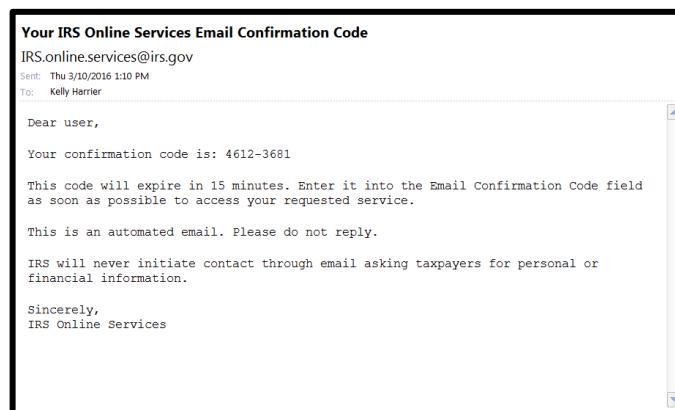 Your IRS Online Services Email Confirmation Code
IRS.online.services@irs.gov
Sent: Thu 3/10/2016 1:10 PM
To: Kelly Harrier
Dear user,
Your confirmation code is: 4612-3681
This code will expire in 15 minutes. Enter it into the Email Confirmation Code field
as soon as possible to access your requested service.
This is an automated email. Please do not reply.
IRS will never initiate contact through email asking taxpayers for personal or
financial information.
Sincerely,
IRS Online Services